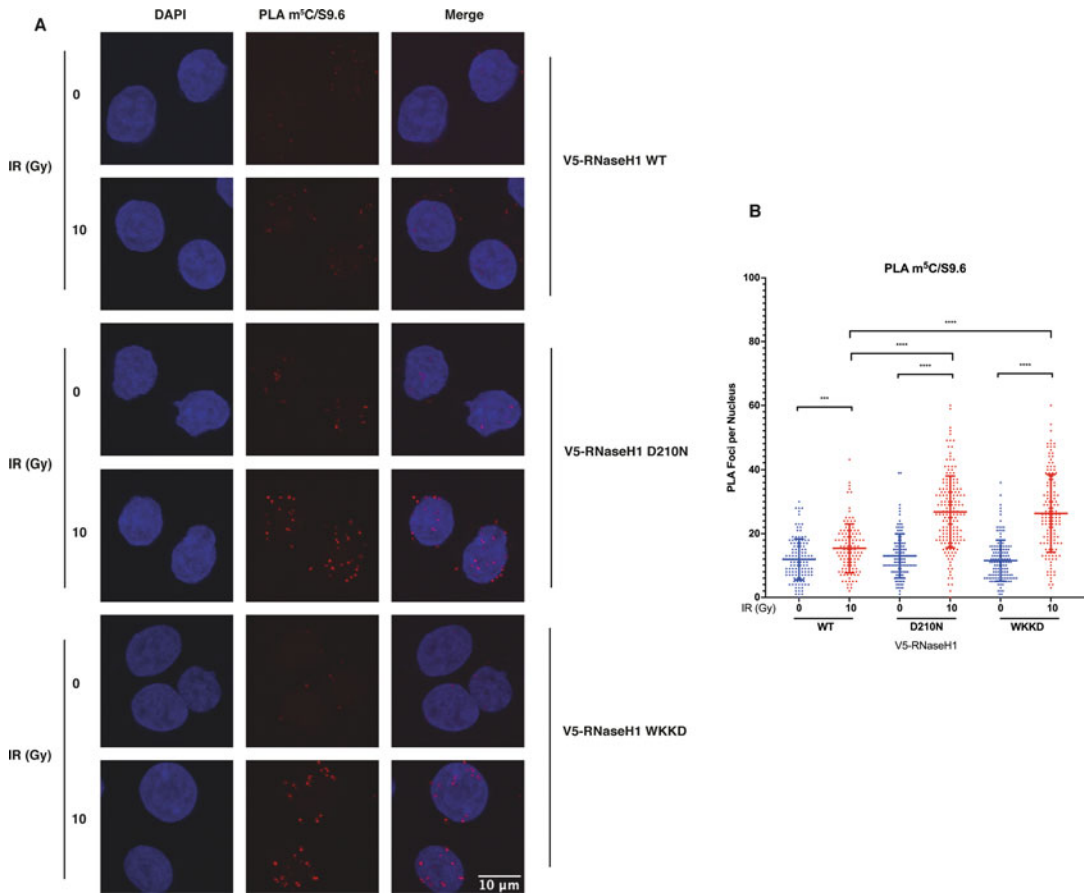 A
DAPI PLA m⁵C/S9.6 Merge
0
IR (Gy)
10
V5-RNaseH1 WT
0
IR (Gy)
10
V5-RNaseH1 D210N
0
IR (Gy)
10
V5-RNaseH1 WKKD
10 µm
B
PLA m⁵C/S9.6
PLA Foci per Nucleus
100
80
60
40
20
0
****
****
*** **** ****
IR (Gy) 0 10 0 10 0 10
WT D210N WKKD
V5-RNaseH1